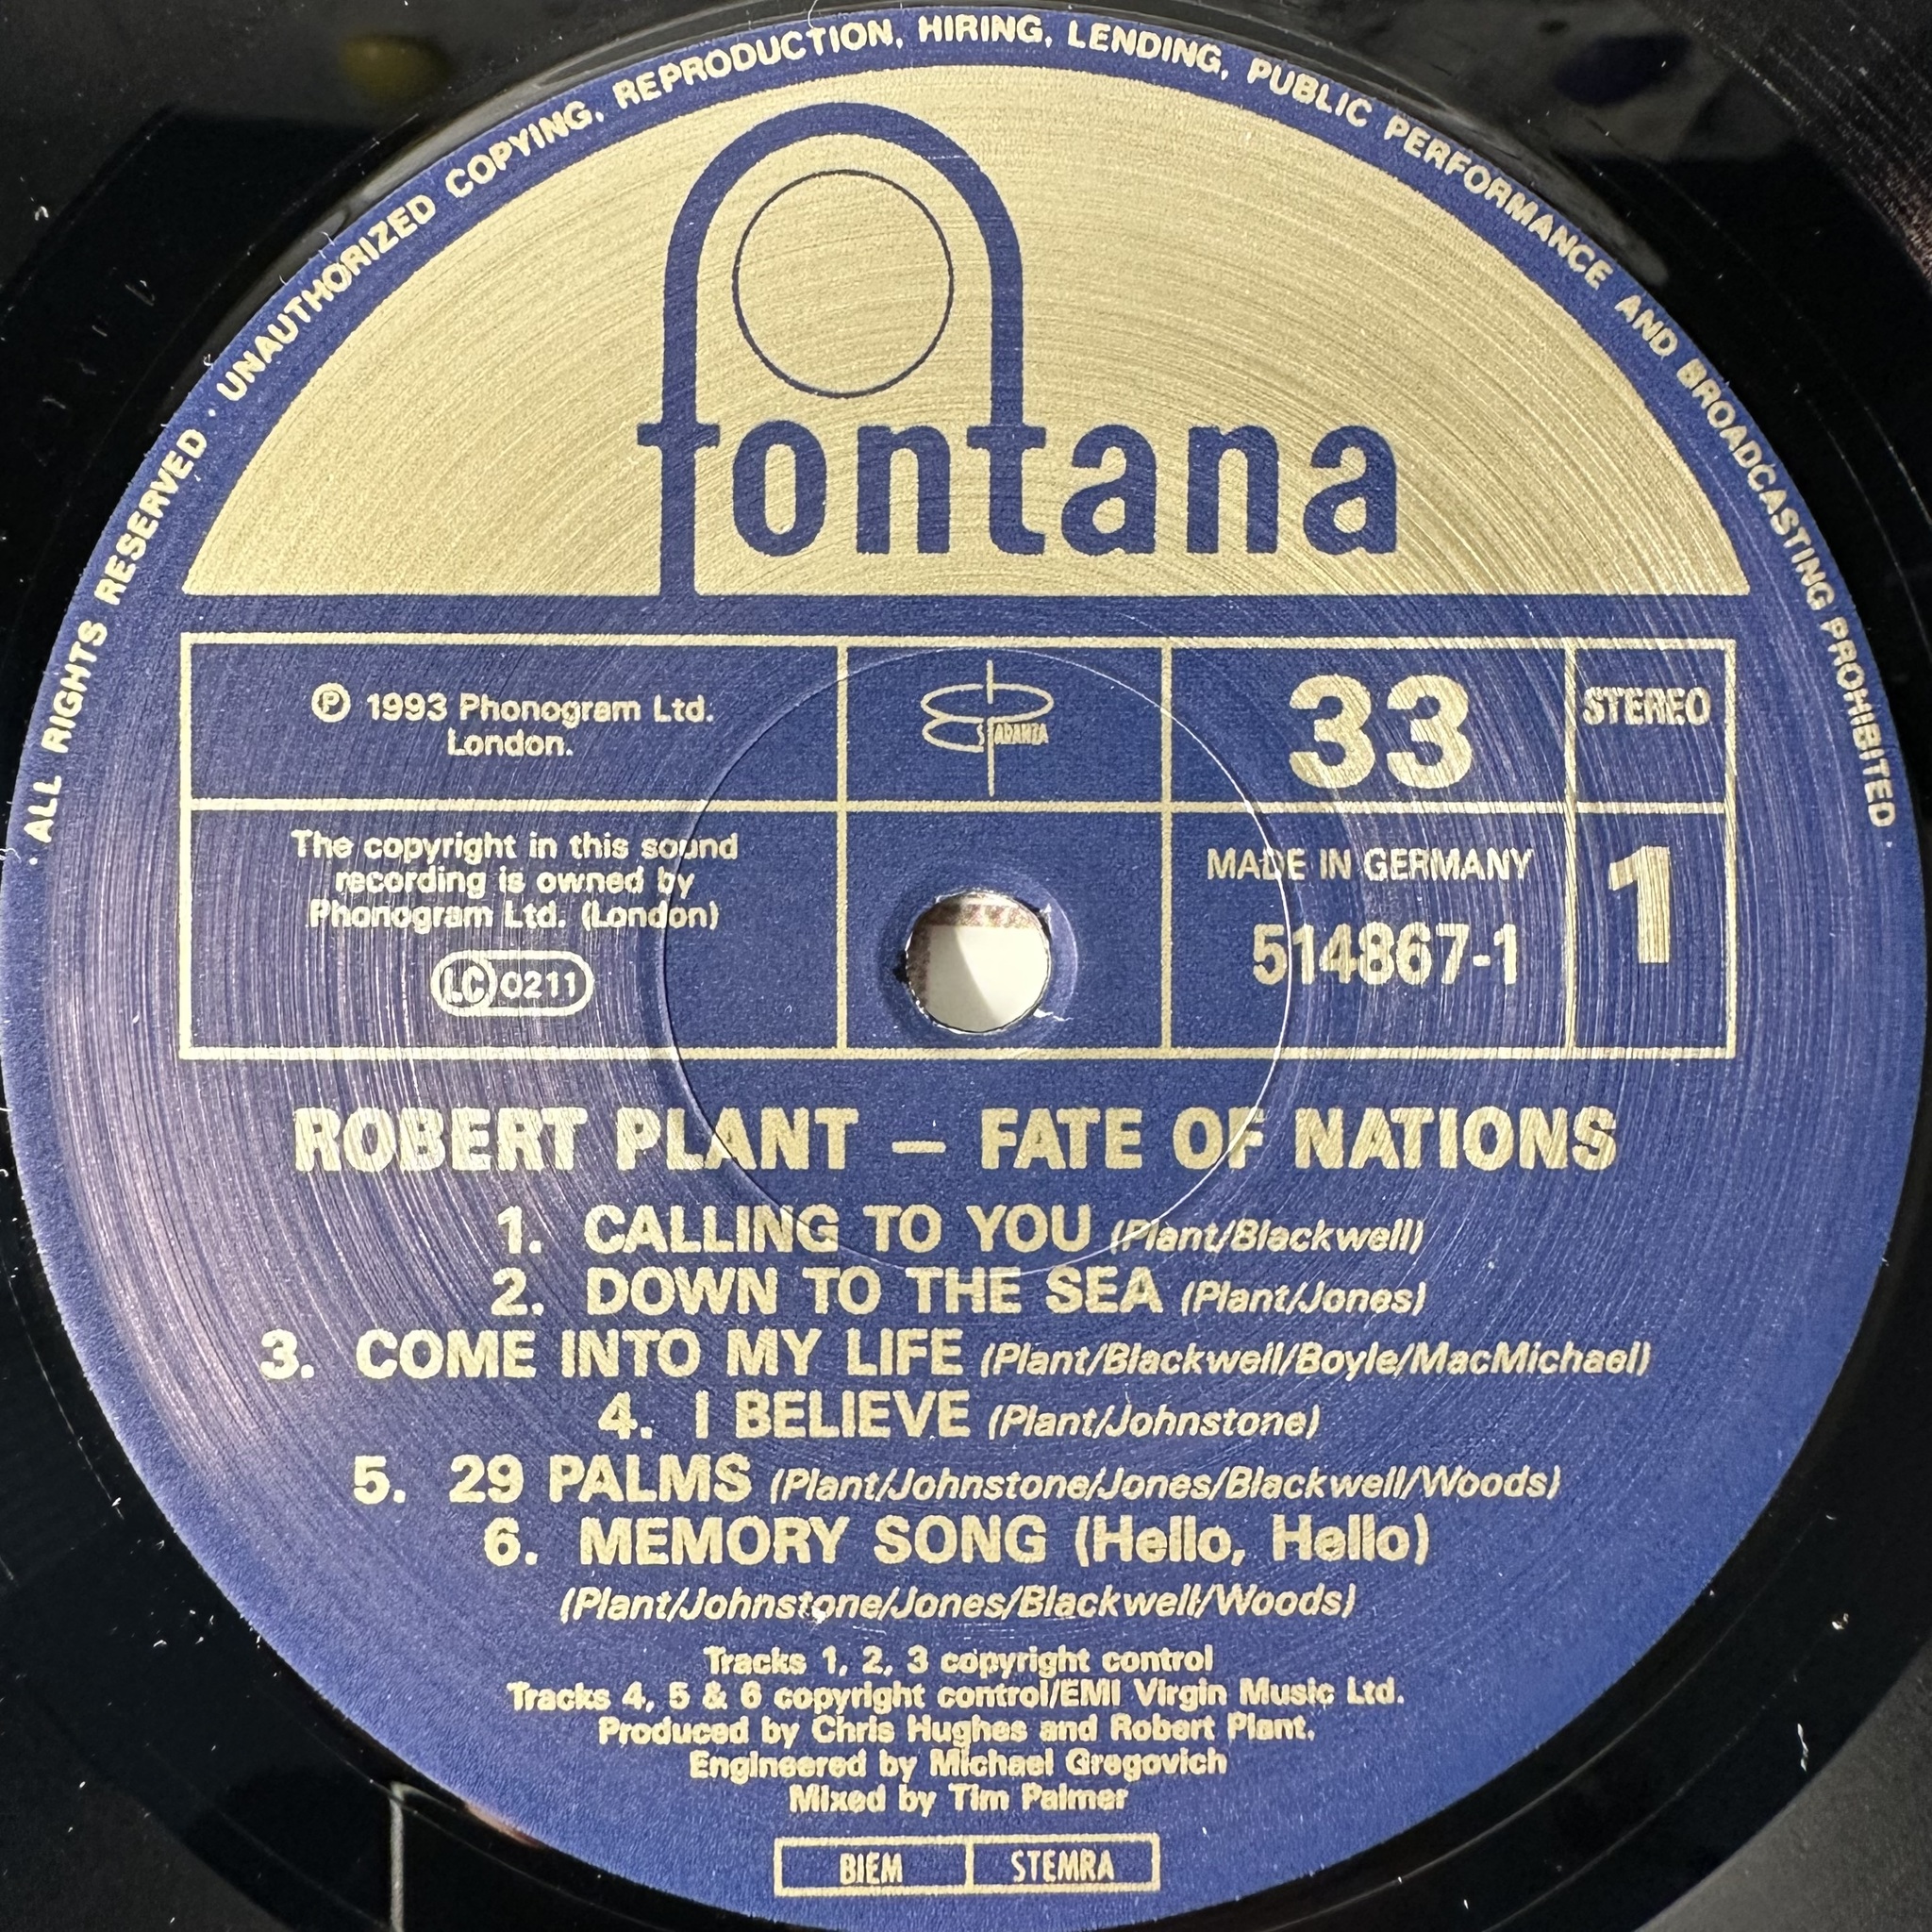 · ALL RIGHTS RESERVED · UNAUTHORIZED COPYING, REPRODUCTION, HIRING, LENDING, PUBLIC PERFORMANCE AND BROADCASTING PROHIBITED ·
fontana
℗ 1993 Phonogram Ltd.
London.
ES PARANZA
33
STEREO
The copyright in this sound
recording is owned by
Phonogram Ltd. (London)
LC 0211
MADE IN GERMANY
514867-1
1
ROBERT PLANT – FATE OF NATIONS
1. CALLING TO YOU (Plant/Blackwell)
2. DOWN TO THE SEA (Plant/Jones)
3. COME INTO MY LIFE (Plant/Blackwell/Boyle/MacMichael)
4. I BELIEVE (Plant/Johnstone)
5. 29 PALMS (Plant/Johnstone/Jones/Blackwell/Woods)
6. MEMORY SONG (Hello, Hello)
(Plant/Johnstone/Jones/Blackwell/Woods)
Tracks 1, 2, 3 copyright control
Tracks 4, 5 & 6 copyright control/EMI Virgin Music Ltd.
Produced by Chris Hughes and Robert Plant.
Engineered by Michael Gregovich
Mixed by Tim Palmer
BIEM STEMRA